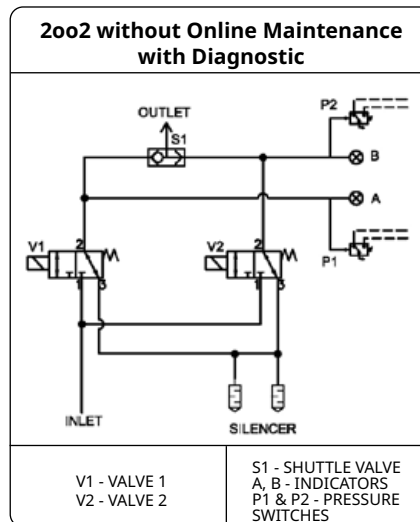 2oo2 without Online Maintenance
with Diagnostic
P2
OUTLET
S1
B
A
V1
2
V2
2
P1
1
3
1
3
INLET
SILENCER
V1 - VALVE 1
V2 - VALVE 2
S1 - SHUTTLE VALVE
A, B - INDICATORS
P1 & P2 - PRESSURE
SWITCHES